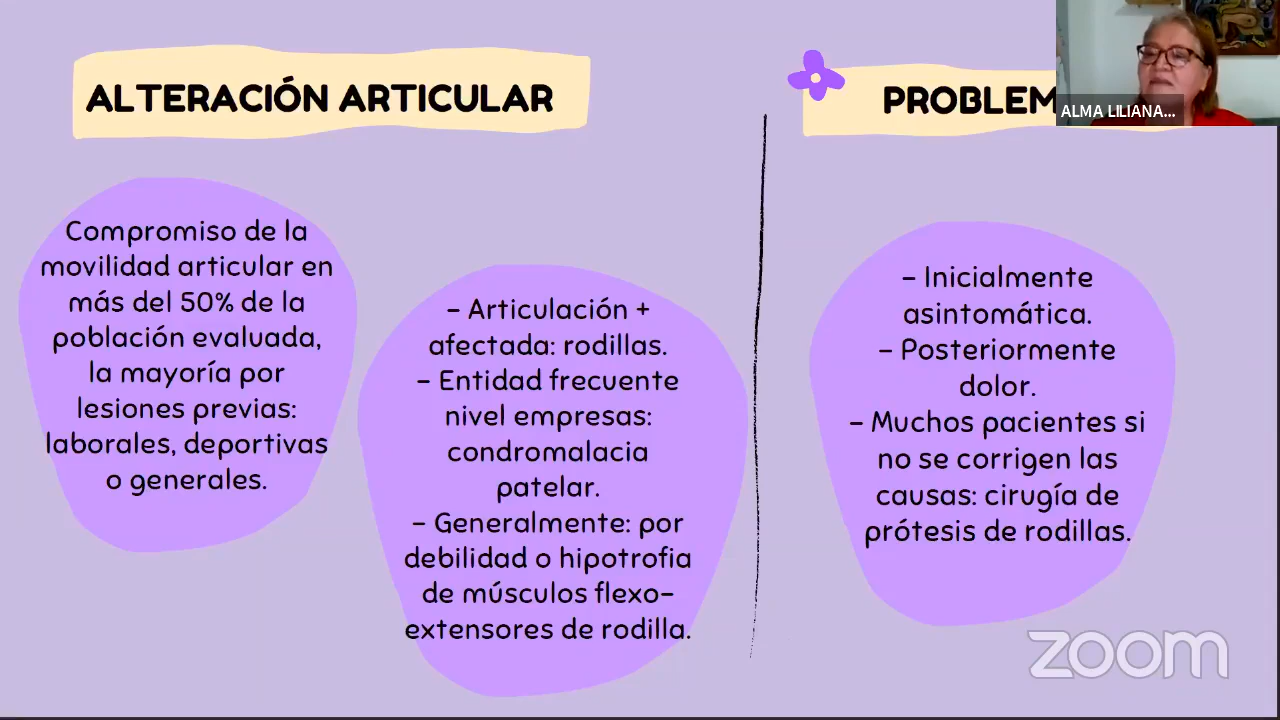 ALTERACIÓN ARTICULAR
Compromiso de la
movilidad articular en
más del 50% de la
población evaluada,
la mayoría por
lesiones previas:
laborales, deportivas
o generales.
- Articulación +
afectada: rodillas.
- Entidad frecuente
nivel empresas:
condromalacia
patelar.
- Generalmente: por
debilidad o hipotrofia
de músculos flexo-
extensores de rodilla.
PROBLEM
ALMA LILIANA...
- Inicialmente
asintomática.
- Posteriormente
dolor.
- Muchos pacientes si
no se corrigen las
causas: cirugía de
prótesis de rodillas.
zoom